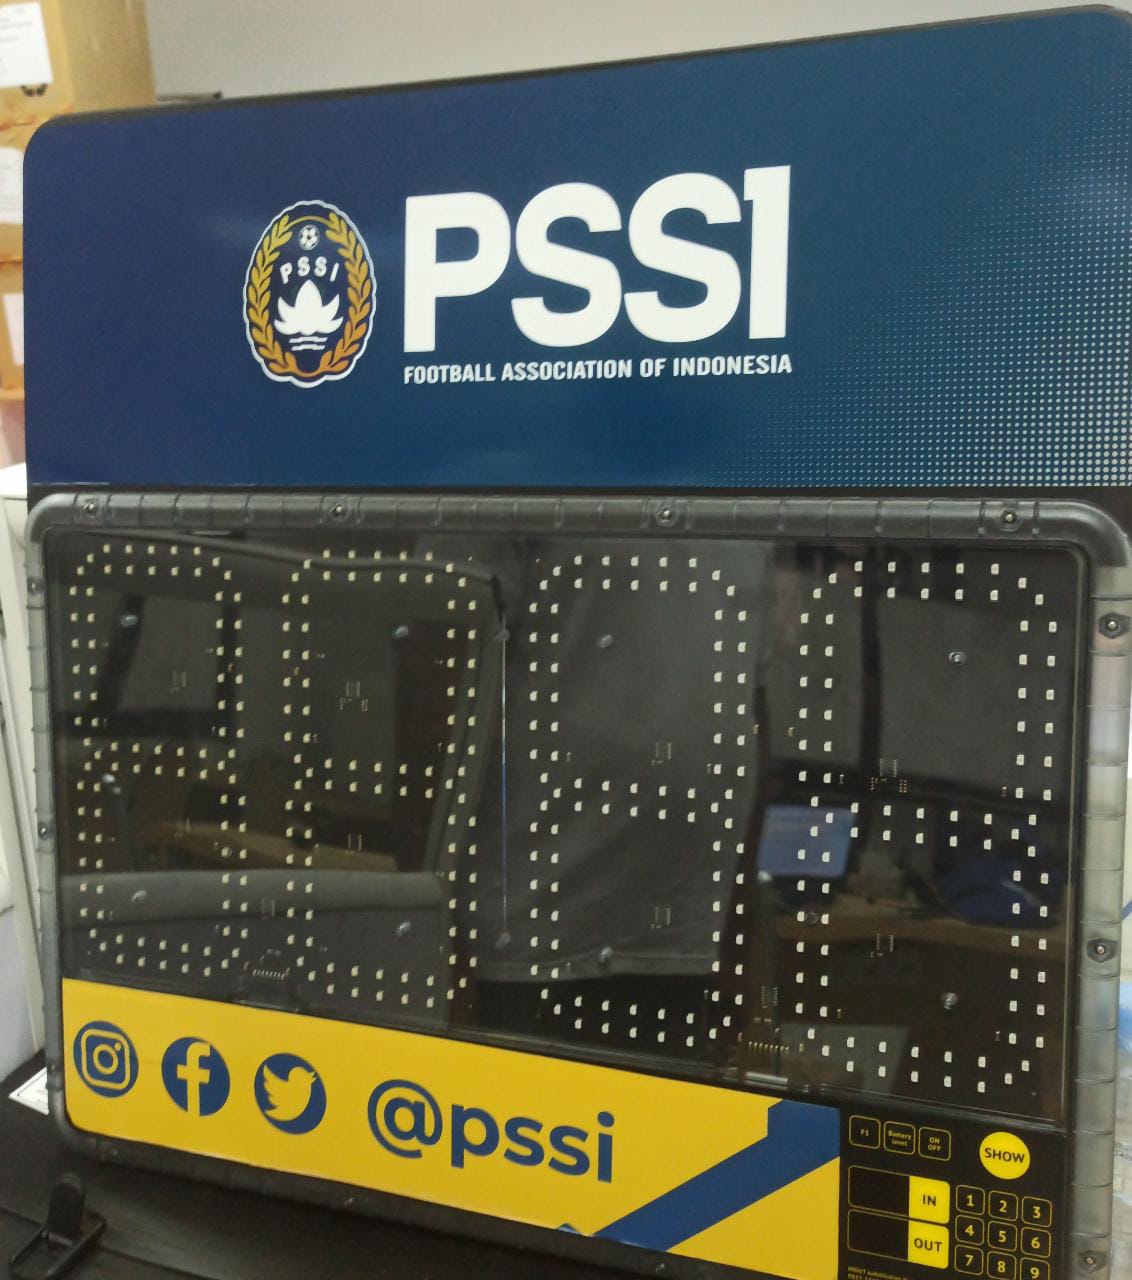 PSSI
PSSI
FOOTBALL ASSOCIATION OF INDONESIA
@pssi
F1
Battery level
ON OFF
SHOW
IN
OUT
1 2 3
4 5 6
7 8 9